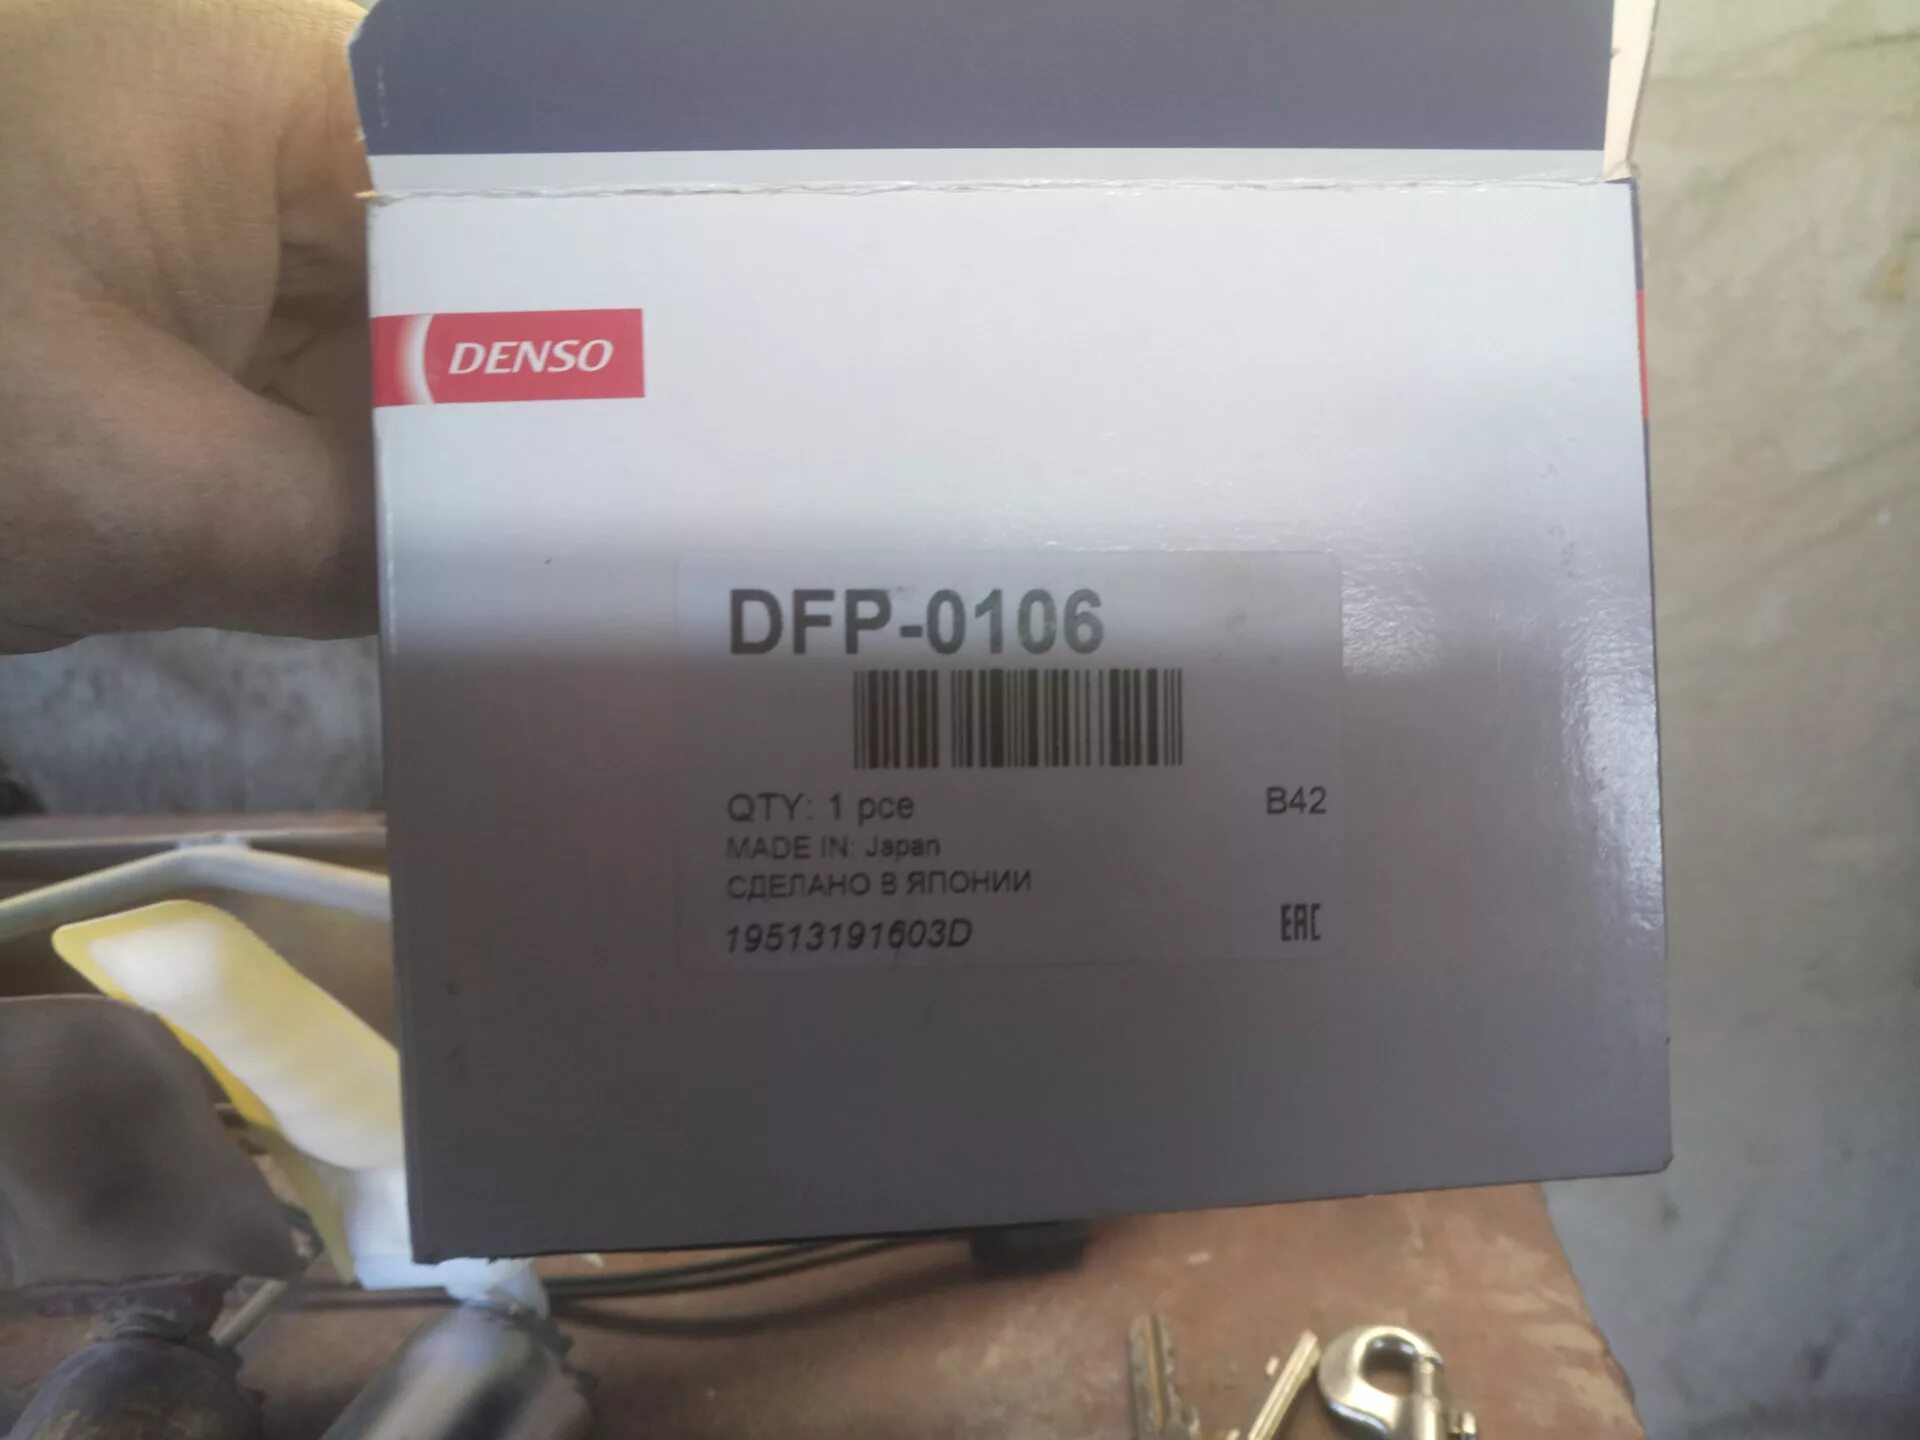 DENSO
DFP-0106
QTY: 1 pce
B42
MADE IN: Japan
СДЕЛАНО В ЯПОНИИ
19513191603D
EAC